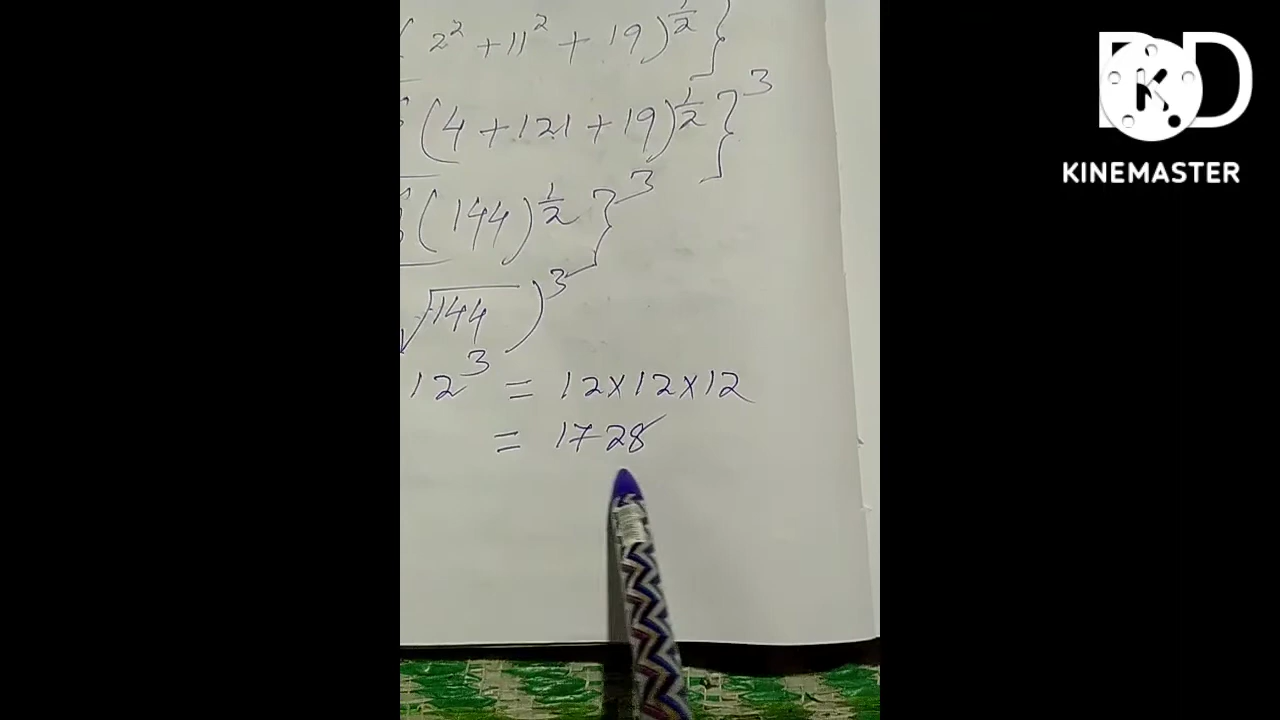 (2² + 11² + 19)^½}
(4 + 121 + 19)^½}³
(144)^½}³
√144)³
12³ = 12×12×12
= 1728
KINEMASTER